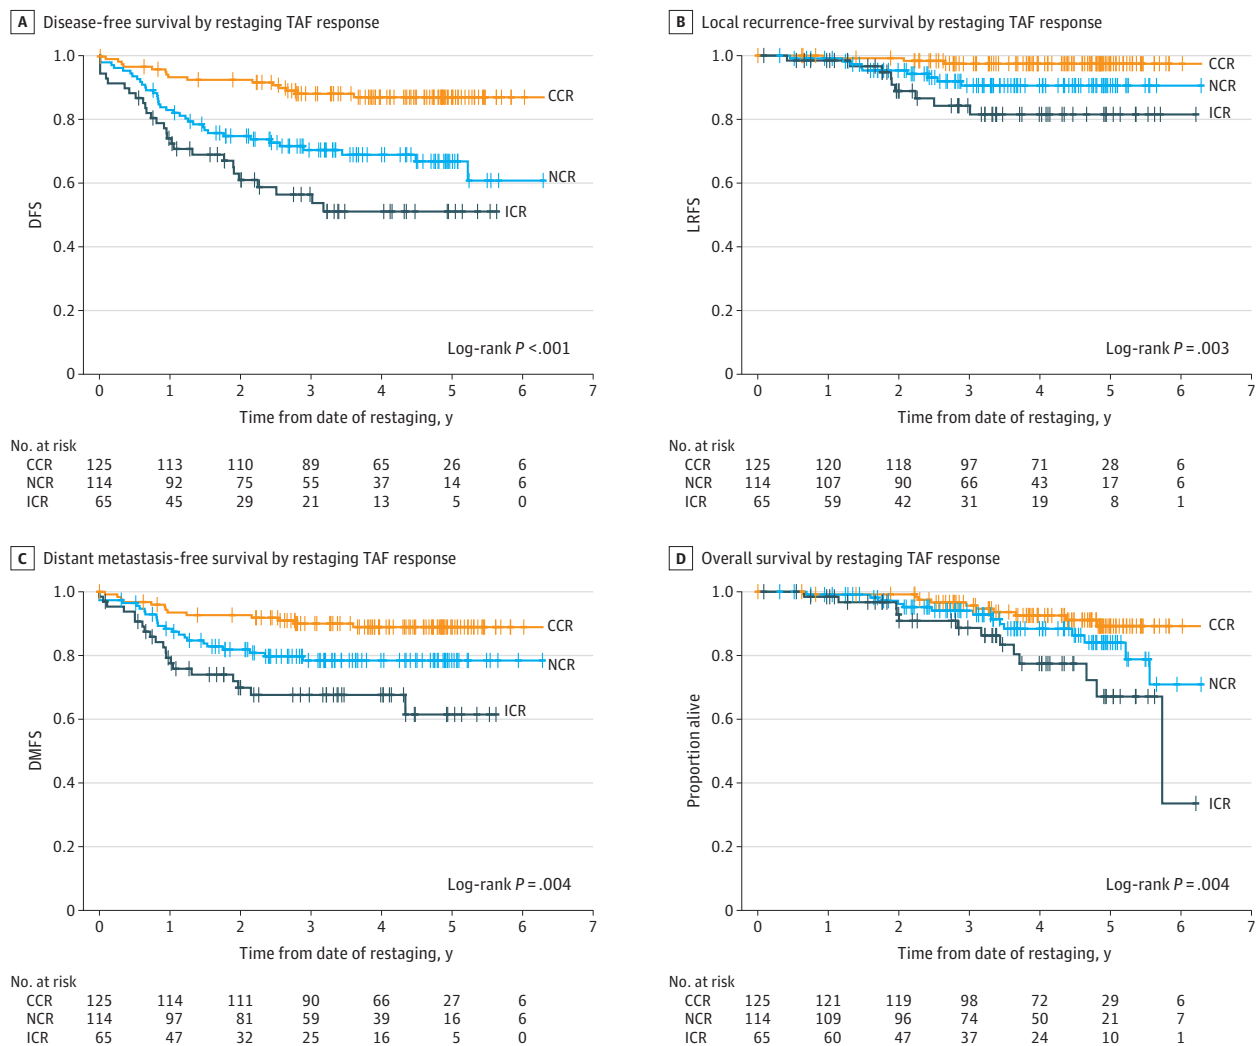 A Disease-free survival by restaging TAF response
1.0
0.8
0.6
0.4
0.2
0
DFS
CCR
NCR
ICR
Log-rank P <.001
0 1 2 3 4 5 6 7
Time from date of restaging, y
No. at risk
CCR 125 113 110 89 65 26 6
NCR 114 92 75 55 37 14 6
ICR 65 45 29 21 13 5 0
B Local recurrence-free survival by restaging TAF response
1.0
0.8
0.6
0.4
0.2
0
LRFS
CCR
NCR
ICR
Log-rank P = .003
0 1 2 3 4 5 6 7
Time from date of restaging, y
No. at risk
CCR 125 120 118 97 71 28 6
NCR 114 107 90 66 43 17 6
ICR 65 59 42 31 19 8 1
C Distant metastasis-free survival by restaging TAF response
1.0
0.8
0.6
0.4
0.2
0
DMFS
CCR
NCR
ICR
Log-rank P = .004
0 1 2 3 4 5 6 7
Time from date of restaging, y
No. at risk
CCR 125 114 111 90 66 27 6
NCR 114 97 81 59 39 16 6
ICR 65 47 32 25 16 5 0
D Overall survival by restaging TAF response
1.0
0.8
0.6
0.4
0.2
0
Proportion alive
CCR
NCR
ICR
Log-rank P = .004
0 1 2 3 4 5 6 7
Time from date of restaging, y
No. at risk
CCR 125 121 119 98 72 29 6
NCR 114 109 96 74 50 21 7
ICR 65 60 47 37 24 10 1